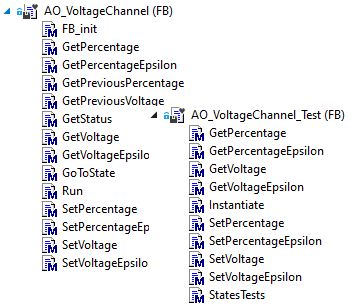 AO_VoltageChannel (FB)
FB_init
GetPercentage
GetPercentageEpsilon
GetPreviousPercentage
GetPreviousVoltage
GetStatus
GetVoltage
GetVoltageEpsilo
GoToState
Run
SetPercentage
SetPercentageEp
SetVoltage
SetVoltageEpsilo
AO_VoltageChannel_Test (FB)
GetPercentage
GetPercentageEpsilon
GetVoltage
GetVoltageEpsilon
Instantiate
SetPercentage
SetPercentageEpsilon
SetVoltage
SetVoltageEpsilon
StatesTests